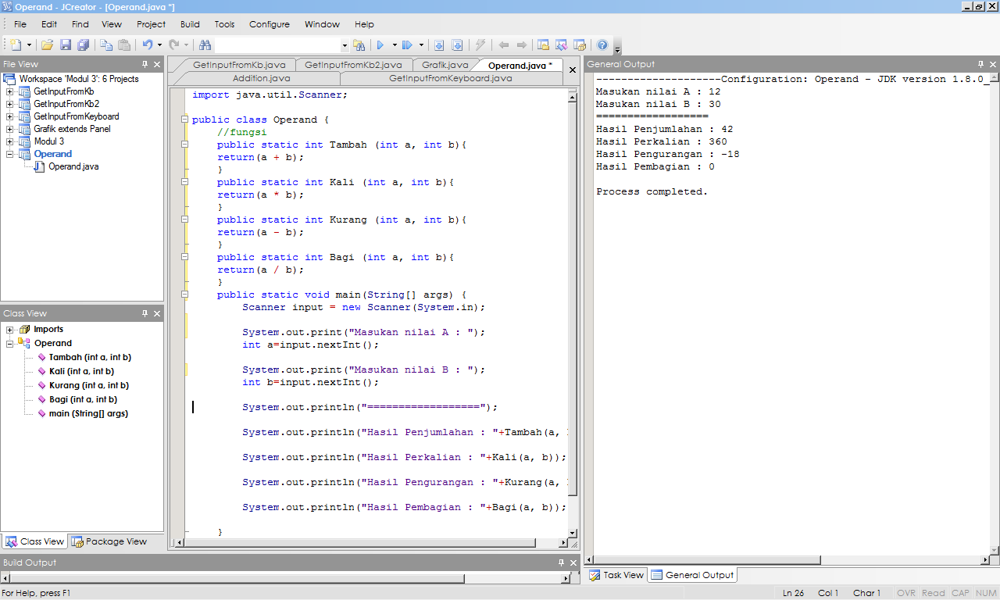 Operand - JCreator - [Operand.java *]
File Edit Find View Project Build Tools Configure Window Help
File View
Workspace 'Modul 3': 6 Projects
GetInputFromKb
GetInputFromKb2
GetInputFromKeyboard
Grafik extends Panel
Modul 3
Operand
Operand.java
Class View
Imports
Operand
Tambah (int a, int b)
Kali (int a, int b)
Kurang (int a, int b)
Bagi (int a, int b)
main (String[] args)
Class View Package View
GetInputFromKb.java GetInputFromKb2.java Grafik.java Operand.java *
Addition.java GetInputFromKeyboard.java
import java.util.Scanner;
public class Operand {
//fungsi
public static int Tambah (int a, int b){
return(a + b);
}
public static int Kali (int a, int b){
return(a * b);
}
public static int Kurang (int a, int b){
return(a - b);
}
public static int Bagi (int a, int b){
return(a / b);
}
public static void main(String[] args) {
Scanner input = new Scanner(System.in);
System.out.print("Masukan nilai A : ");
int a=input.nextInt();
System.out.print("Masukan nilai B : ");
int b=input.nextInt();
System.out.println("==================");
System.out.println("Hasil Penjumlahan : "+Tambah(a,
System.out.println("Hasil Perkalian : "+Kali(a, b));
System.out.println("Hasil Pengurangan : "+Kurang(a,
System.out.println("Hasil Pembagian : "+Bagi(a, b));
}
General Output
--------------------Configuration: Operand - JDK version 1.8.0_
Masukan nilai A : 12
Masukan nilai B : 30
==================
Hasil Penjumlahan : 42
Hasil Perkalian : 360
Hasil Pengurangan : -18
Hasil Pembagian : 0
Process completed.
Task View General Output
Build Output
For Help, press F1
Ln 26 Col 1 Char 1 OVR Read CAP NUM